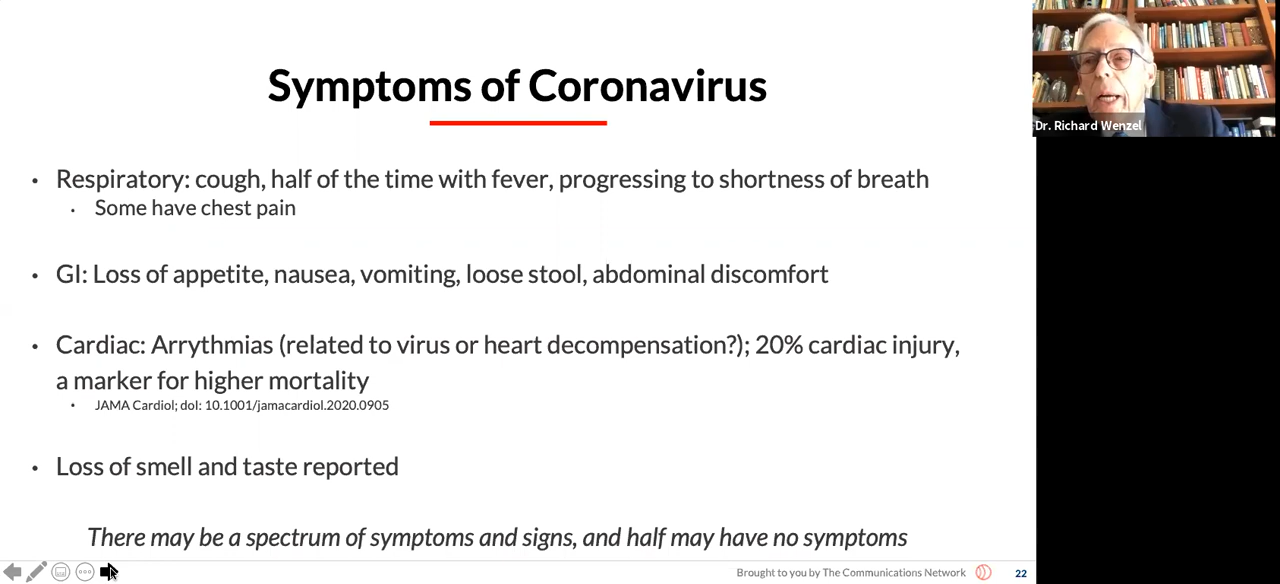 Symptoms of Coronavirus
Dr. Richard Wenzel
• Respiratory: cough, half of the time with fever, progressing to shortness of breath
• Some have chest pain
• GI: Loss of appetite, nausea, vomiting, loose stool, abdominal discomfort
• Cardiac: Arrythmias (related to virus or heart decompensation?); 20% cardiac injury,
a marker for higher mortality
• JAMA Cardiol; dol: 10.1001/jamacardiol.2020.0905
• Loss of smell and taste reported
There may be a spectrum of symptoms and signs, and half may have no symptoms
Brought to you by The Communications Network
22